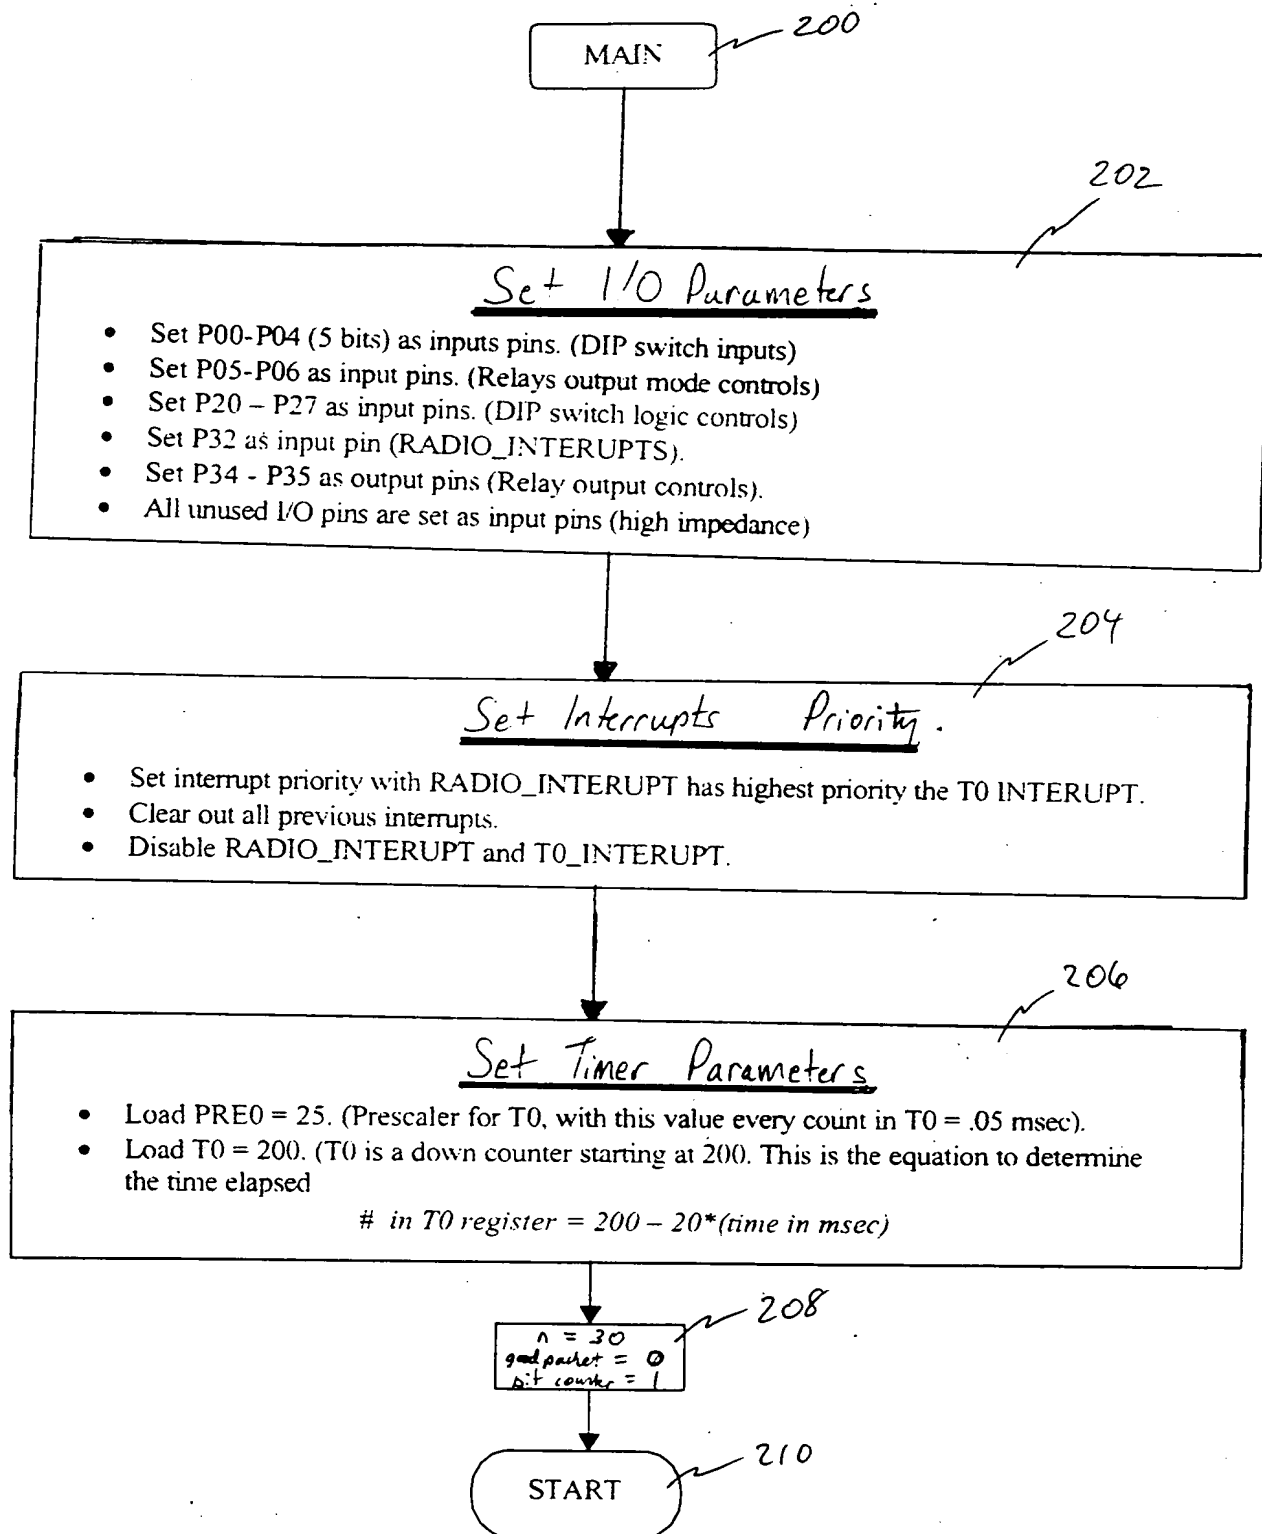 MAIN
200
202
Set I/O Parameters
• Set P00-P04 (5 bits) as inputs pins. (DIP switch inputs)
• Set P05-P06 as input pins. (Relays output mode controls)
• Set P20 – P27 as input pins. (DIP switch logic controls)
• Set P32 as input pin (RADIO_INTERUPTS).
• Set P34 - P35 as output pins (Relay output controls).
• All unused I/O pins are set as input pins (high impedance)
204
Set Interrupts Priority.
• Set interrupt priority with RADIO_INTERUPT has highest priority the T0 INTERUPT.
• Clear out all previous interrupts.
• Disable RADIO_INTERUPT and T0_INTERUPT.
206
Set Timer Parameters
• Load PRE0 = 25. (Prescaler for T0, with this value every count in T0 = .05 msec).
• Load T0 = 200. (T0 is a down counter starting at 200. This is the equation to determine
the time elapsed
# in T0 register = 200 – 20*(time in msec)
208
n = 30
good packet = 0
bit counter = 1
210
START